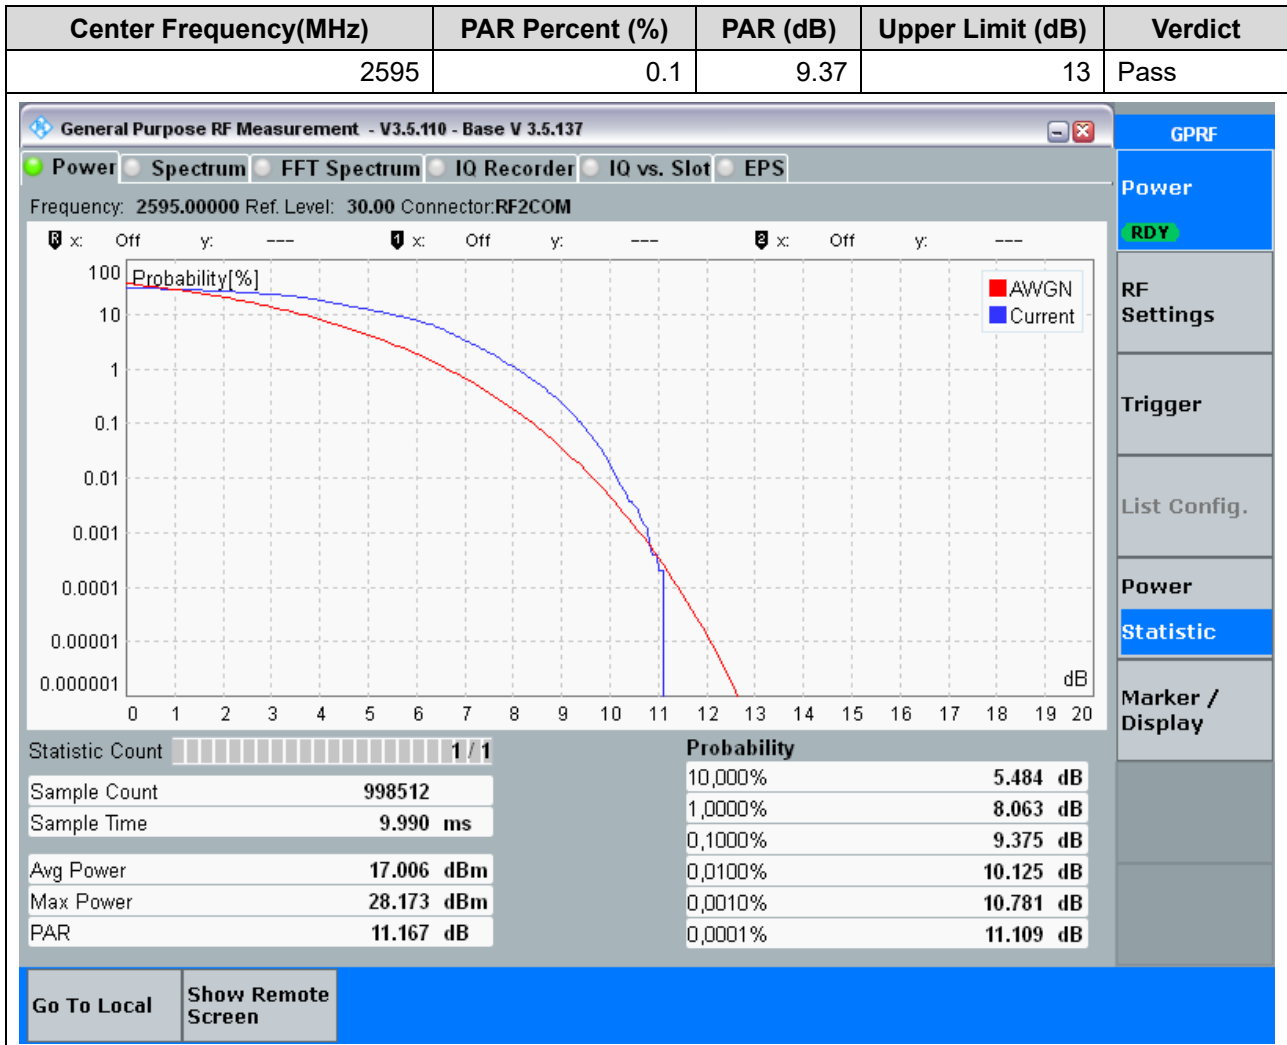 Center Frequency(MHz) PAR Percent (%) PAR (dB) Upper Limit (dB) Verdict
2595 0.1 9.37 13 Pass
General Purpose RF Measurement - V3.5.110 - Base V 3.5.137
GPRF
Power Spectrum FFT Spectrum IQ Recorder IQ vs. Slot EPS
Frequency: 2595.00000 Ref. Level: 30.00 Connector:RF2COM
R x: Off y: --- 1 x: Off y: --- 2 x: Off y: ---
Probability[%]
100
10
1
0.1
0.01
0.001
0.0001
0.00001
0.000001
AWGN
Current
dB
0 1 2 3 4 5 6 7 8 9 10 11 12 13 14 15 16 17 18 19 20
Statistic Count 1 / 1
Sample Count 998512
Sample Time 9.990 ms
Avg Power 17.006 dBm
Max Power 28.173 dBm
PAR 11.167 dB
Probability
10,000% 5.484 dB
1,0000% 8.063 dB
0,1000% 9.375 dB
0,0100% 10.125 dB
0,0010% 10.781 dB
0,0001% 11.109 dB
Power
RDY
RF
Settings
Trigger
List Config.
Power
Statistic
Marker /
Display
Go To Local
Show Remote
Screen